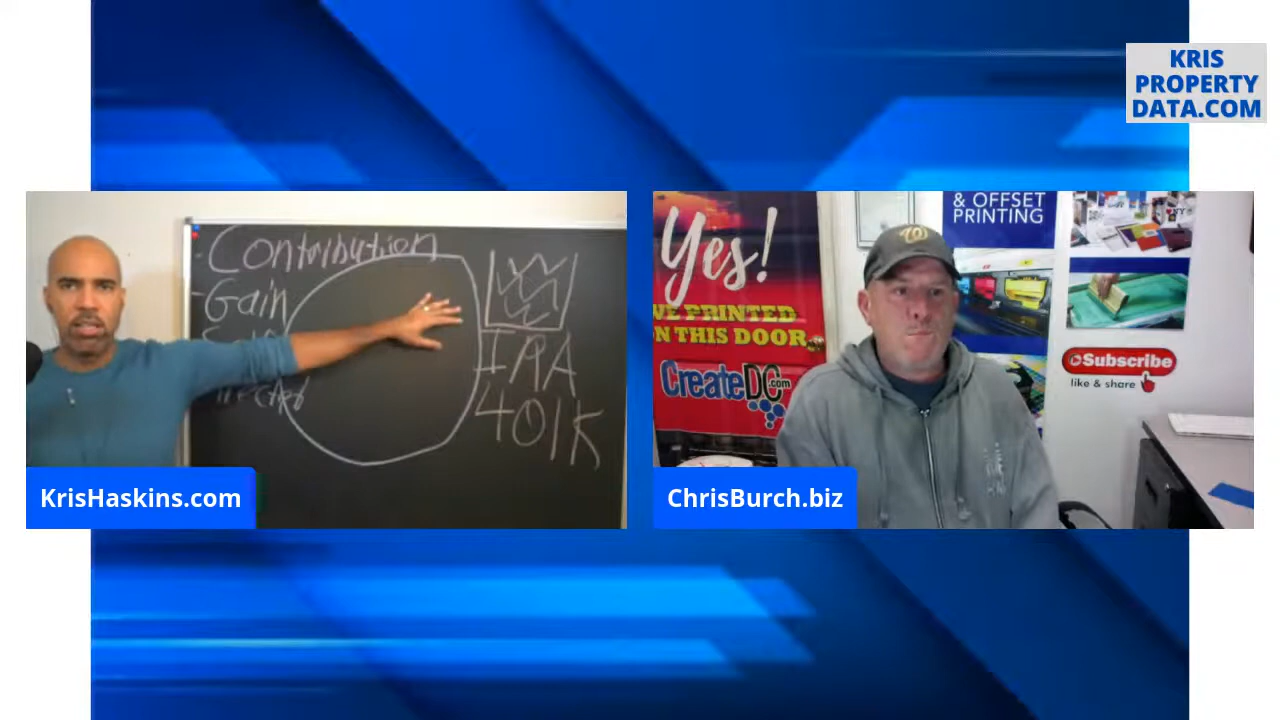 KRIS
PROPERTY
DATA.COM
Contribution
- Gain
IRA
401K
KrisHaskins.com
Yes!
WE PRINTED
ON THIS DOOR
CreateDC.com
& OFFSET
PRINTING
W
Subscribe
like & share
ChrisBurch.biz